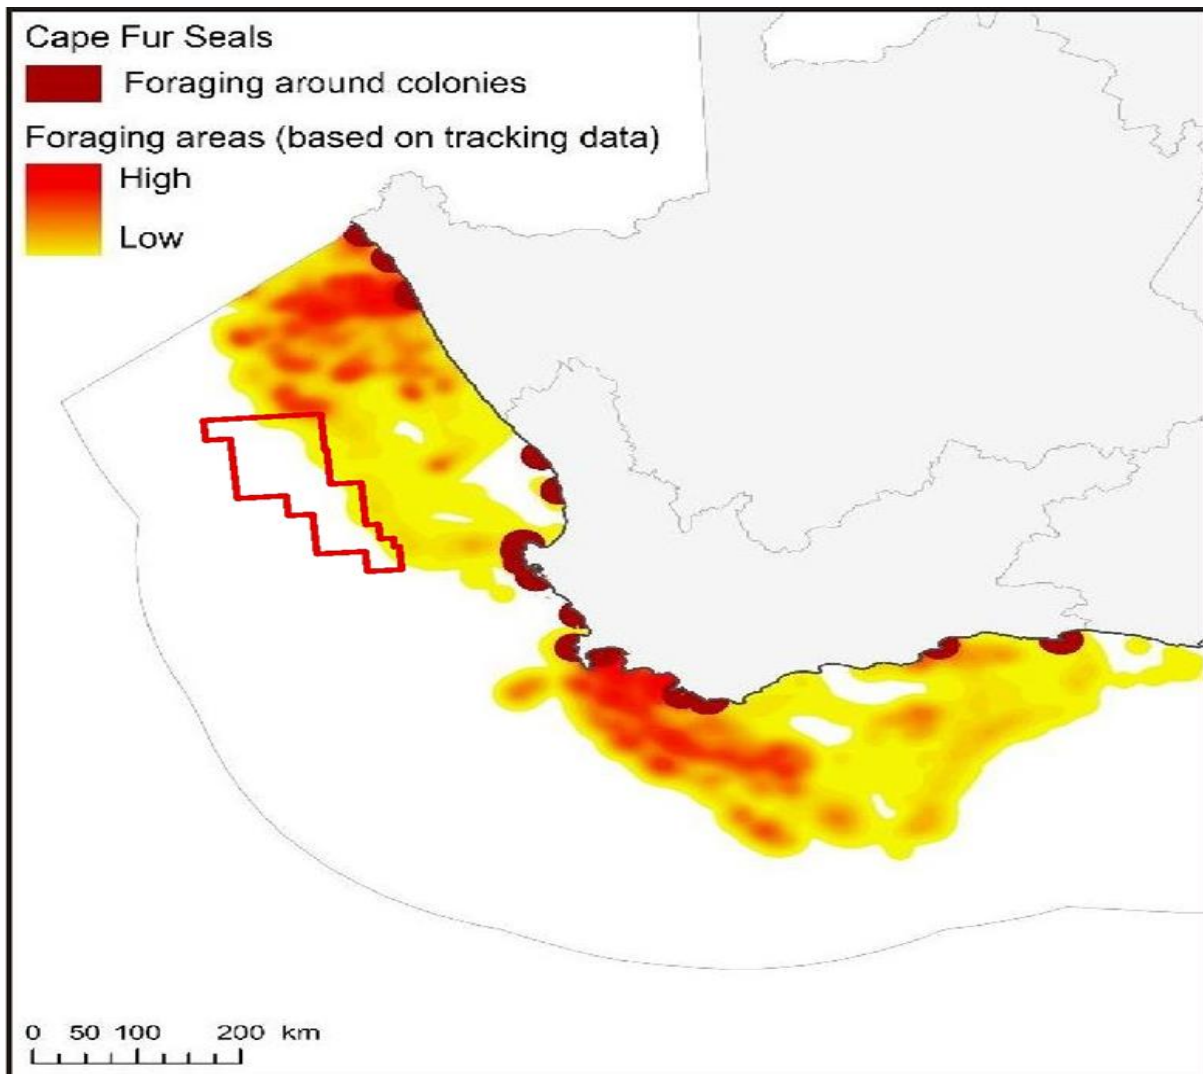 Cape Fur Seals
Foraging around colonies
Foraging areas (based on tracking data)
High
Low
0 50 100 200 km